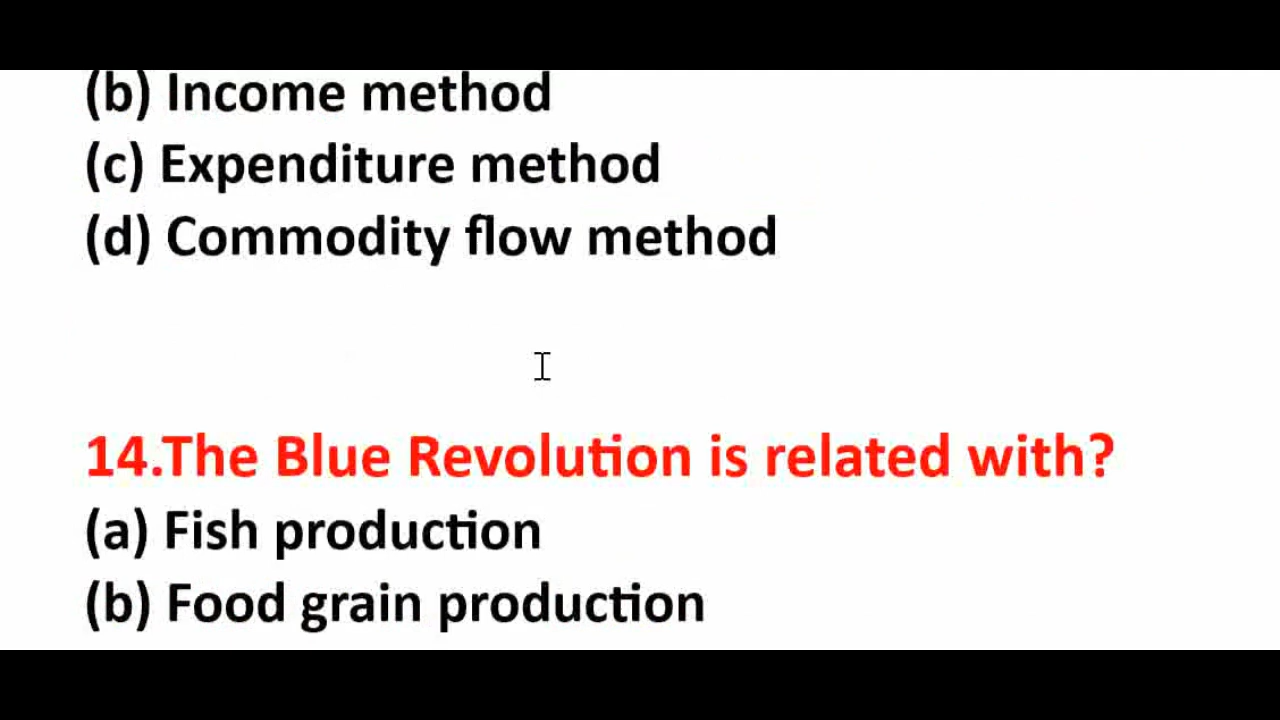 (b) Income method
(c) Expenditure method
(d) Commodity flow method
14.The Blue Revolution is related with?
(a) Fish production
(b) Food grain production